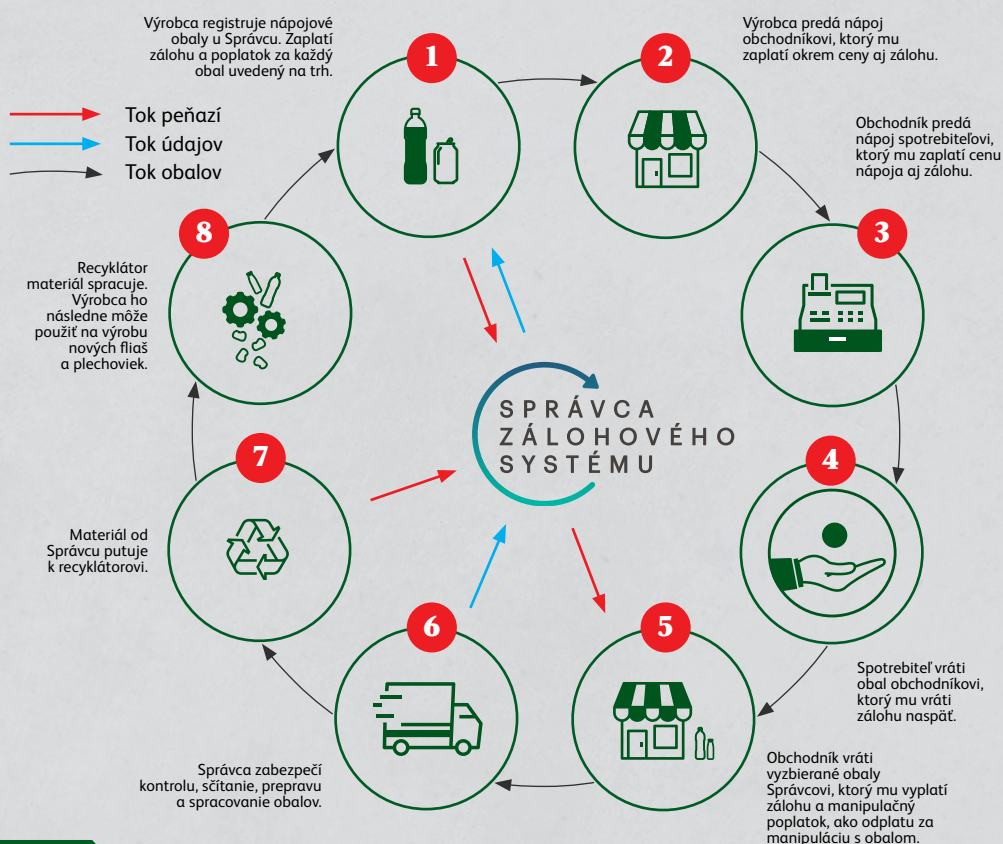 Výrobca registruje nápojové
obaly u Správcu. Zaplatí
zálohu a poplatok za každý
obal uvedený na trh.
1
2
Výrobca predá nápoj
obchodníkovi, ktorý mu
zaplatí okrem ceny aj zálohu.
Tok peňazí
Tok údajov
Tok obalov
Obchodník predá
nápoj spotrebiteľovi,
ktorý mu zaplatí cenu
nápoja aj zálohu.
8
3
Recyklátor
materiál spracuje.
Výrobca ho
následne môže
použiť na výrobu
nových fliaš
a plechoviek.
SPRÁVCA
ZÁLOHOVÉHO
SYSTÉMU
7
4
Materiál od
Správcu putuje
k recyklátorovi.
6
5
Spotrebiteľ vráti
obal obchodníkovi,
ktorý mu vráti
zálohu naspäť.
Správca zabezpečí
kontrolu, sčítanie, prepravu
a spracovanie obalov.
Obchodník vráti
vyzbierané obaly
Správcovi, ktorý mu vyplatí
zálohu a manipulačný
poplatok, ako odplatu za
manipuláciu s obalom.